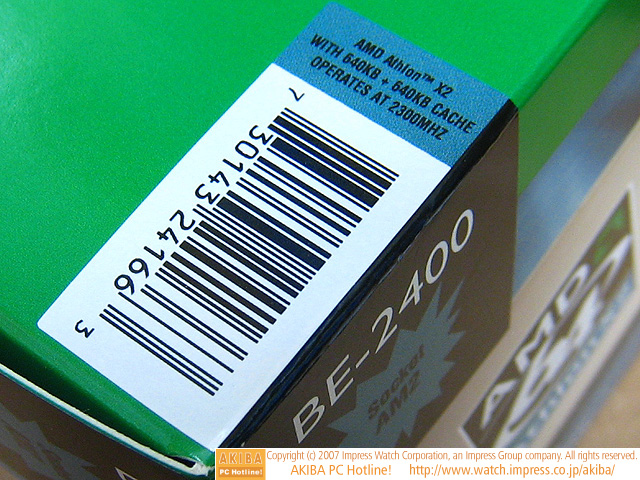 AMD Athlon™ X2
WITH 640KB + 640KB CACHE
OPERATES AT 2300MHZ
7 30143 24166 3
BE-2400
Socket
AM2
AMD
AKIBA
PC Hotline!
Copyright (c) 2007 Impress Watch Corporation, an Impress Group company. All rights reserved.
AKIBA PC Hotline! http://www.watch.impress.co.jp/akiba/